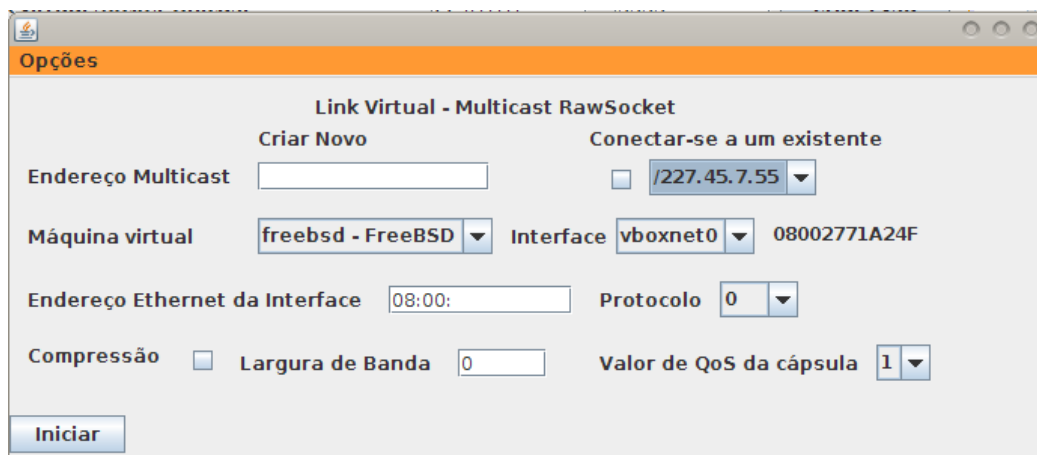 Opções
Link Virtual - Multicast RawSocket
Criar Novo Conectar-se a um existente
Endereço Multicast /227.45.7.55
Máquina virtual freebsd - FreeBSD Interface vboxnet0 08002771A24F
Endereço Ethernet da Interface 08:00: Protocolo 0
Compressão Largura de Banda 0 Valor de QoS da cápsula 1
Iniciar